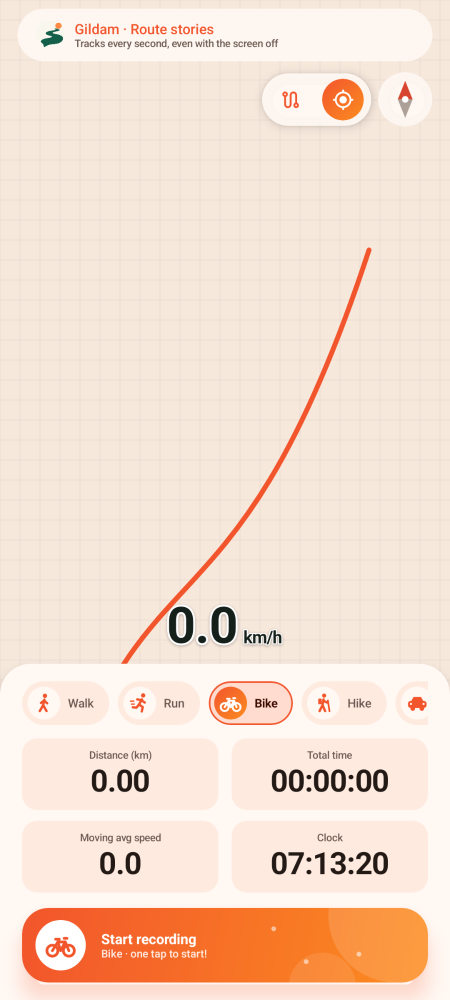 Gildam · Route stories
Tracks every second, even with the screen off
0.0 km/h
Walk
Run
Bike
Hike
Distance (km)
0.00
Total time
00:00:00
Moving avg speed
0.0
Clock
07:13:20
Start recording
Bike · one tap to start!